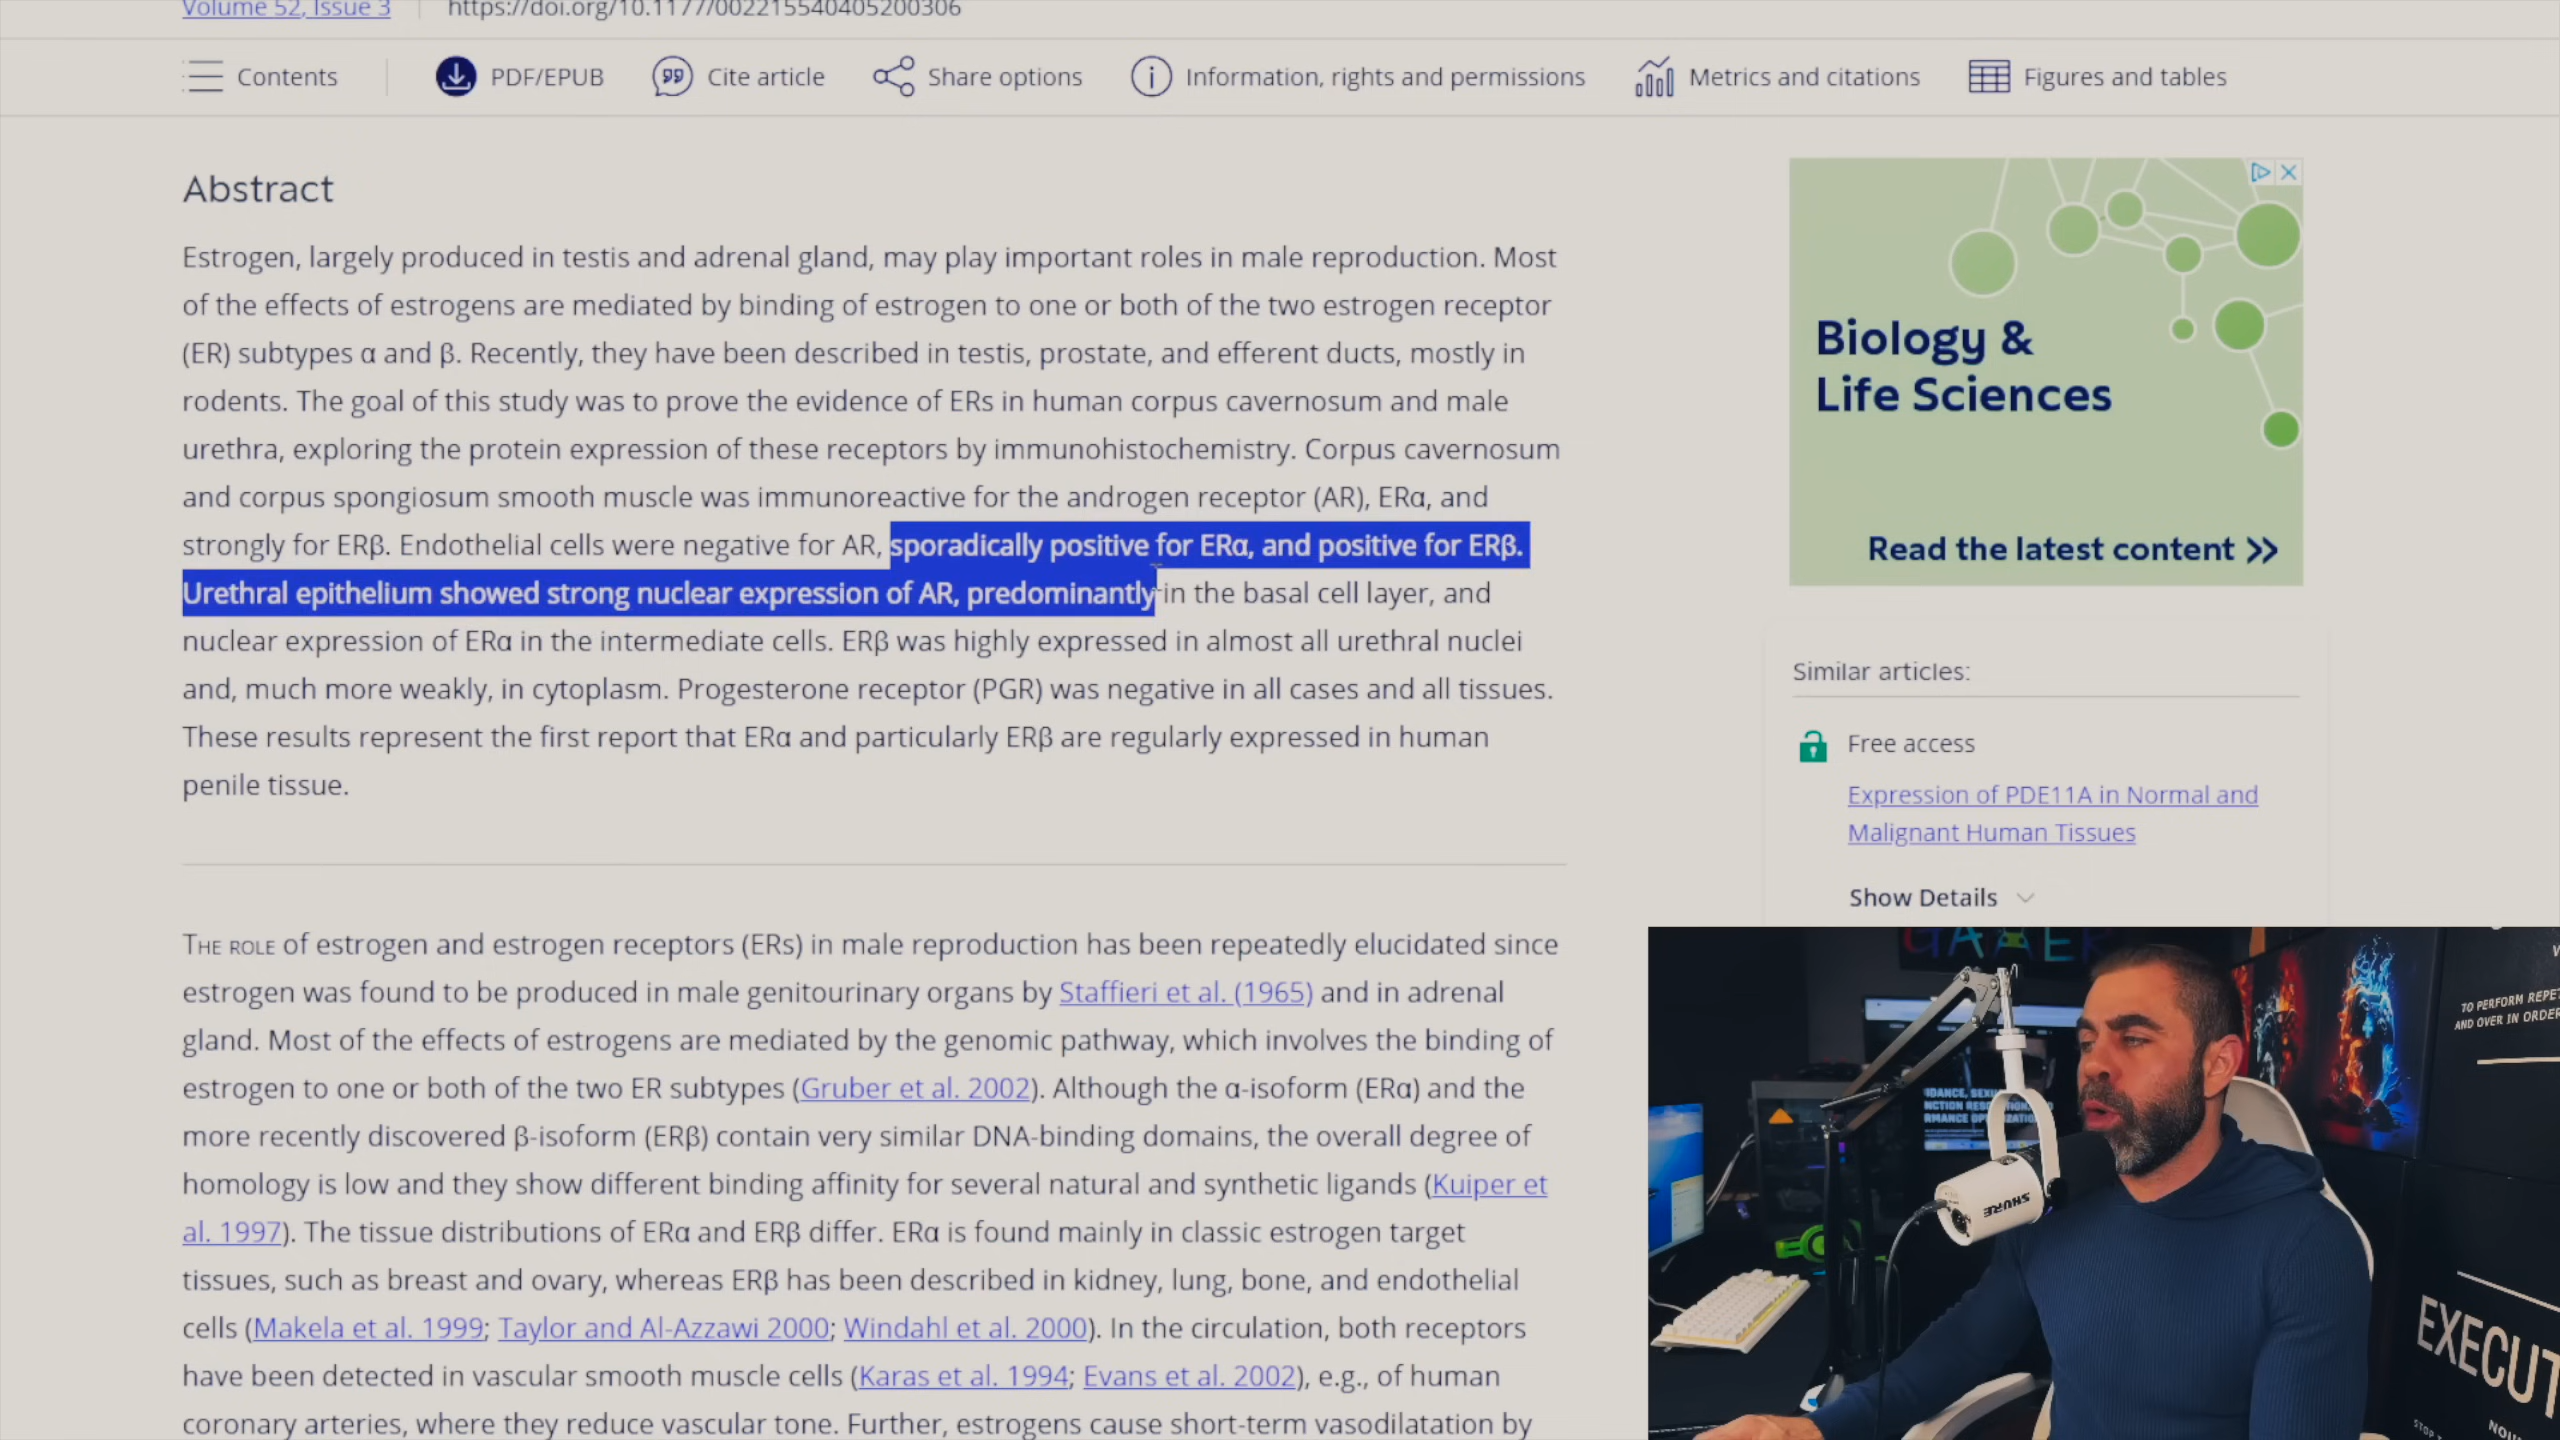 Volume 52, Issue 3
https://doi.org/10.1177/002215540405200306
Contents
PDF/EPUB
Cite article
Share options
Information, rights and permissions
Metrics and citations
Figures and tables
Abstract
Estrogen, largely produced in testis and adrenal gland, may play important roles in male reproduction. Most
of the effects of estrogens are mediated by binding of estrogen to one or both of the two estrogen receptor
(ER) subtypes α and β. Recently, they have been described in testis, prostate, and efferent ducts, mostly in
rodents. The goal of this study was to prove the evidence of ERs in human corpus cavernosum and male
urethra, exploring the protein expression of these receptors by immunohistochemistry. Corpus cavernosum
and corpus spongiosum smooth muscle was immunoreactive for the androgen receptor (AR), ERα, and
strongly for ERβ. Endothelial cells were negative for AR, sporadically positive for ERα, and positive for ERβ.
Urethral epithelium showed strong nuclear expression of AR, predominantly in the basal cell layer, and
nuclear expression of ERα in the intermediate cells. ERβ was highly expressed in almost all urethral nuclei
and, much more weakly, in cytoplasm. Progesterone receptor (PGR) was negative in all cases and all tissues.
These results represent the first report that ERα and particularly ERβ are regularly expressed in human
penile tissue.
THE ROLE of estrogen and estrogen receptors (ERs) in male reproduction has been repeatedly elucidated since
estrogen was found to be produced in male genitourinary organs by Staffieri et al. (1965) and in adrenal
gland. Most of the effects of estrogens are mediated by the genomic pathway, which involves the binding of
estrogen to one or both of the two ER subtypes (Gruber et al. 2002). Although the α-isoform (ERα) and the
more recently discovered β-isoform (ERβ) contain very similar DNA-binding domains, the overall degree of
homology is low and they show different binding affinity for several natural and synthetic ligands (Kuiper et
al. 1997). The tissue distributions of ERα and ERβ differ. ERα is found mainly in classic estrogen target
tissues, such as breast and ovary, whereas ERβ has been described in kidney, lung, bone, and endothelial
cells (Makela et al. 1999; Taylor and Al-Azzawi 2000; Windahl et al. 2000). In the circulation, both receptors
have been detected in vascular smooth muscle cells (Karas et al. 1994; Evans et al. 2002), e.g., of human
coronary arteries, where they reduce vascular tone. Further, estrogens cause short-term vasodilatation by
Biology &
Life Sciences
Read the latest content >>
Similar articles:
Free access
Expression of PDE11A in Normal and
Malignant Human Tissues
Show Details
GAMER
SHURE
TO PERFORM REPET
AND OVER IN ORDER
EXECUT